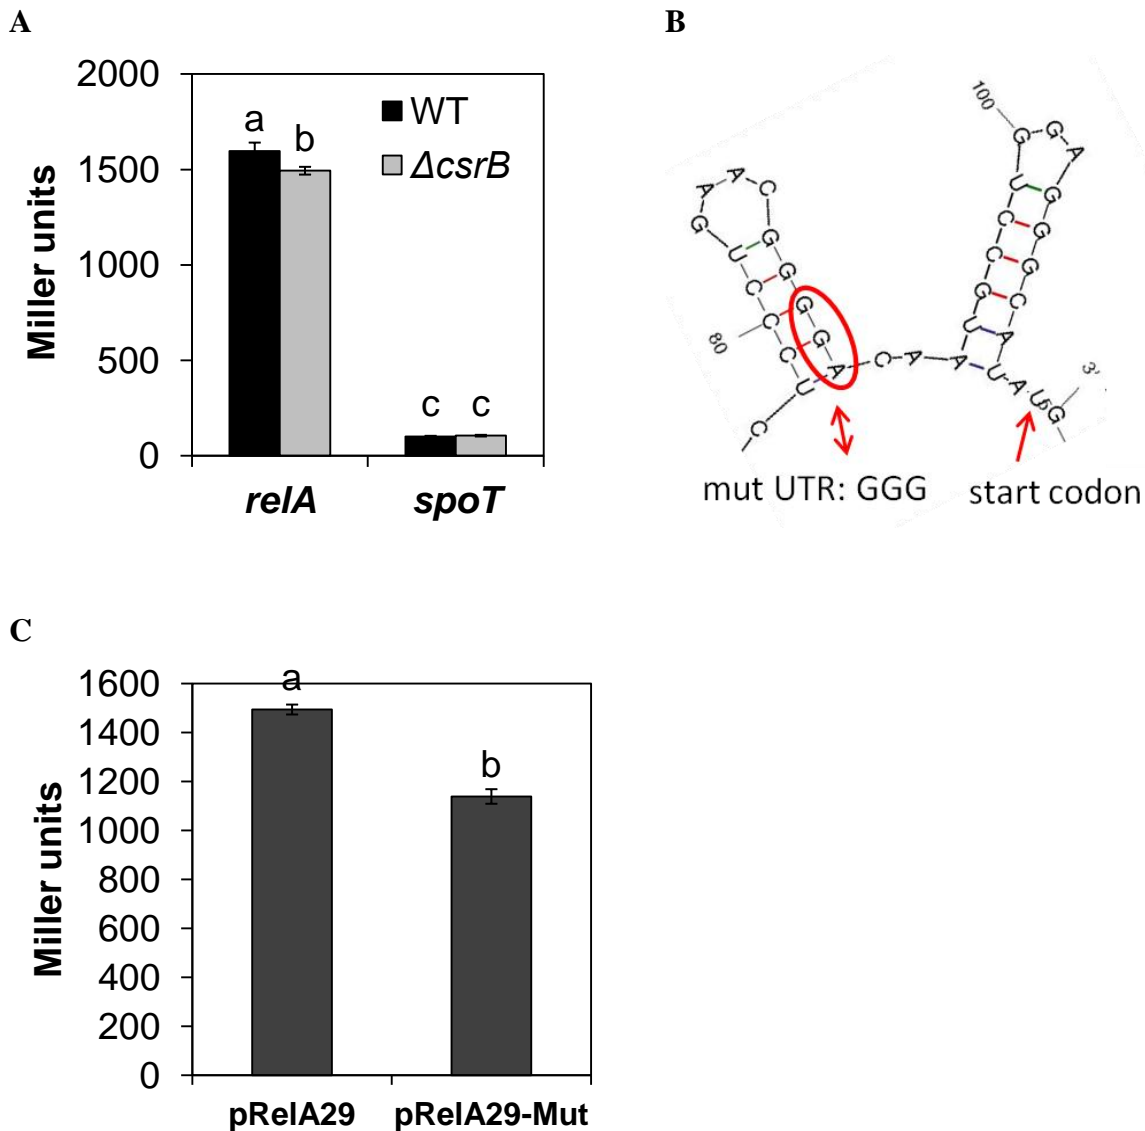 A
2000
1500
1000
500
0
Miller units
a
b
c
c
WT
ΔcsrB
relA
spoT
B
100
80
G
G
A
U
G
C
G
C
G
C
G
G
C
U
A
U
U
A
A
C
A
A
G
A
A
C
U
G
C
G
C
G
C
G
U
A
C
A
U
G
3'
mut UTR: GGG
start codon
C
1600
1400
1200
1000
800
600
400
200
0
Miller units
a
b
pRelA29
pRelA29-Mut